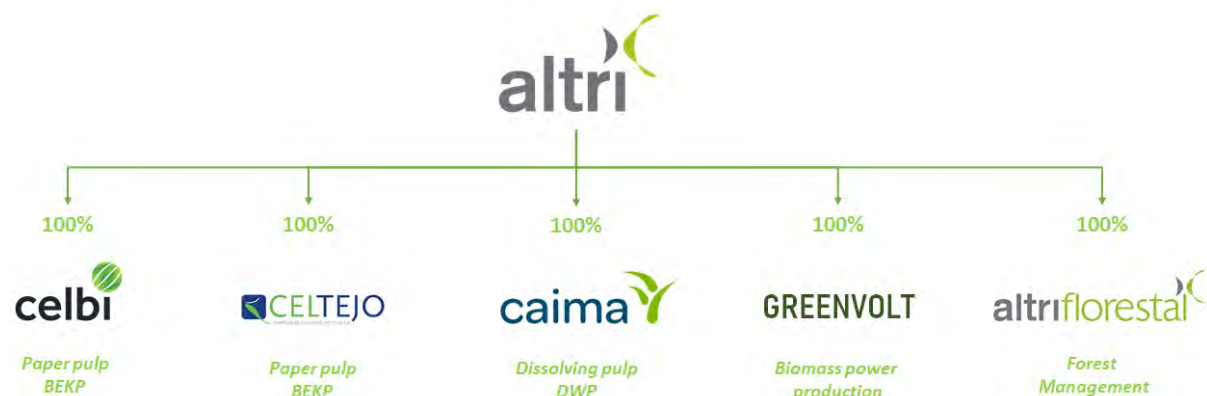 altri
100%
100%
100%
100%
100%
celbi
CELTEJO
caima
GREENVOLT
altriflorestal
Paper pulp
BEKP
Paper pulp
BEKP
Dissolving pulp
DWP
Biomass power
production
Forest
Management